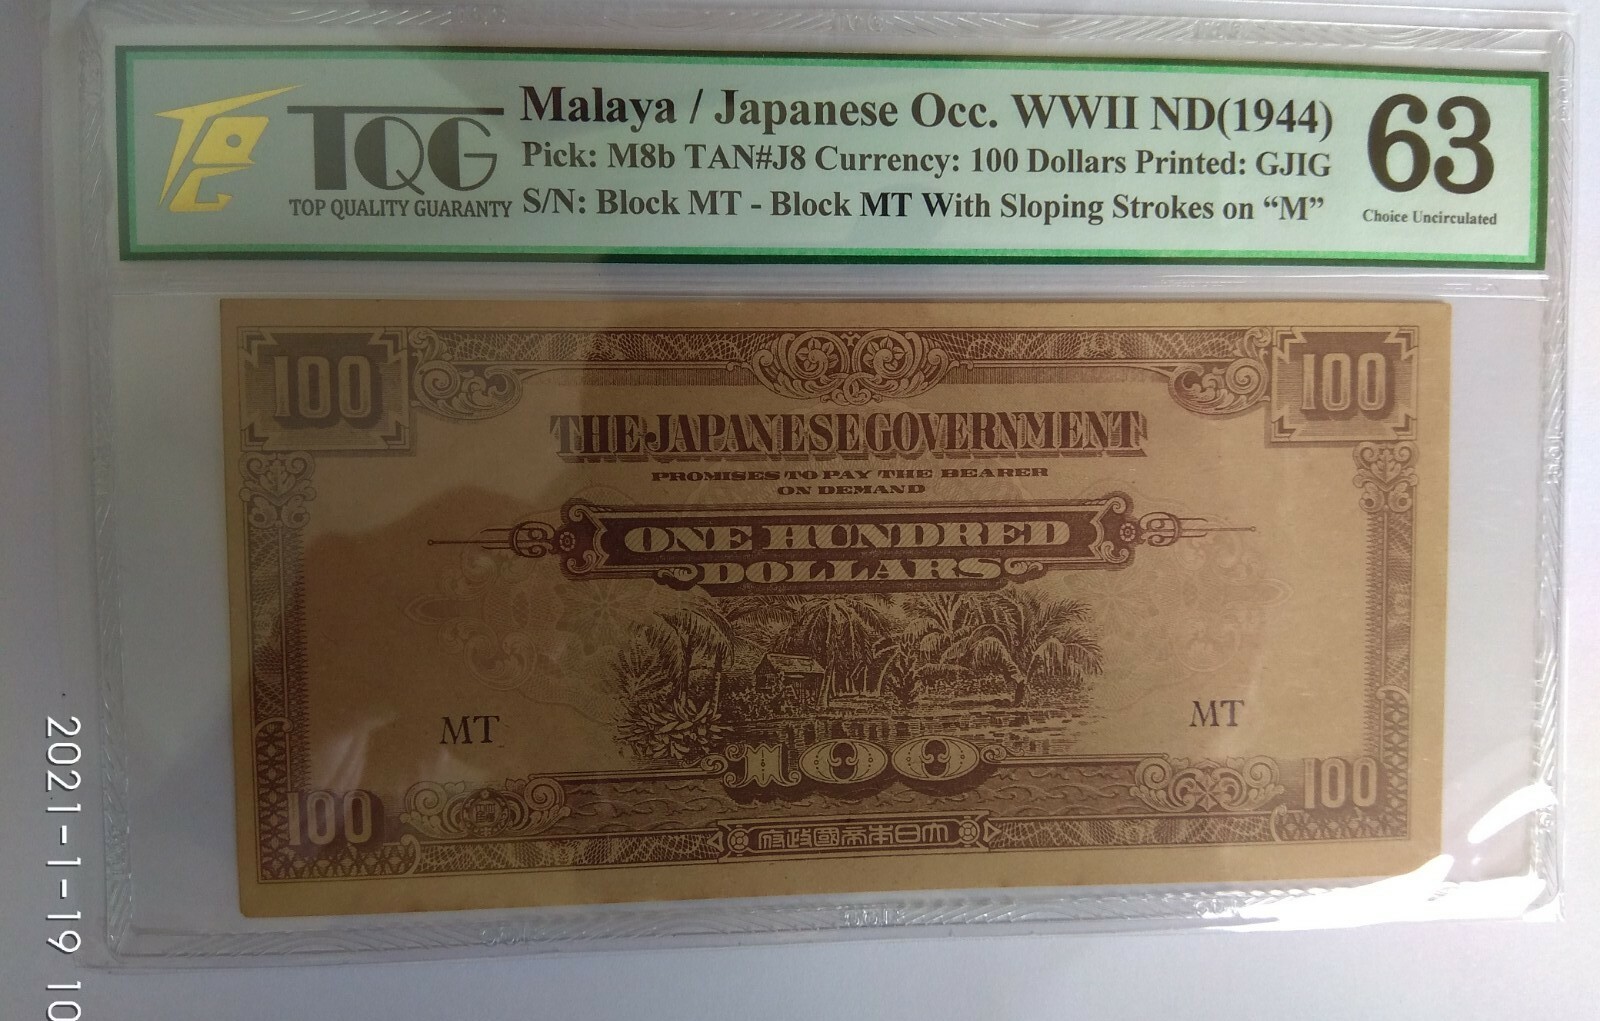 Malaya / Japanese Occ. WWII ND(1944)
Pick: M8b TAN#J8 Currency: 100 Dollars Printed: GJIG
S/N: Block MT - Block MT With Sloping Strokes on “M”
TQG
TOP QUALITY GUARANTY
63
Choice Uncirculated
100
100
THE JAPANESE GOVERNMENT
PROMISES TO PAY THE BEARER
ON DEMAND
ONE HUNDRED
DOLLARS
MT
MT
100
100
100
府政國帝本日大
2021-1-19 10